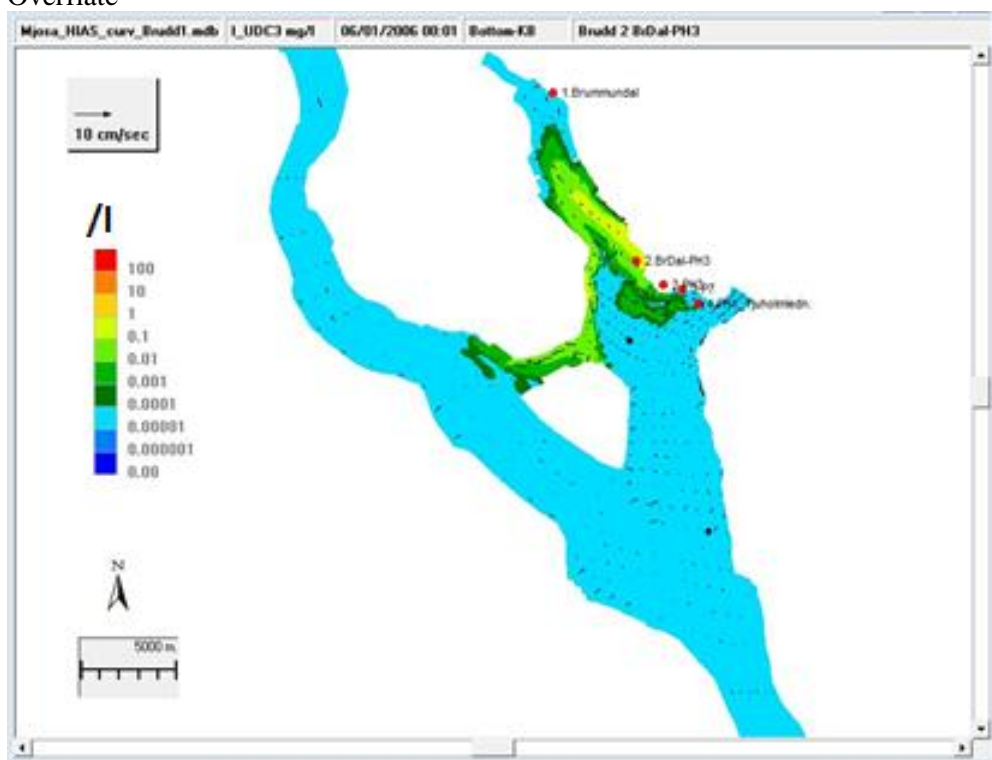 Overflate
Mjosa_HIAS_curv_Brudd1.mdb I_UDC3 mg/l 06/01/2006 00:01 Bottom-KB Brudd 2 BrDal-PH3
10 cm/sec
/l
100
10
1
0.1
0.01
0.001
0.0001
0.00001
0.000001
0.00
1.Brummundal
2.BrDal-PH3
N
5000 m.